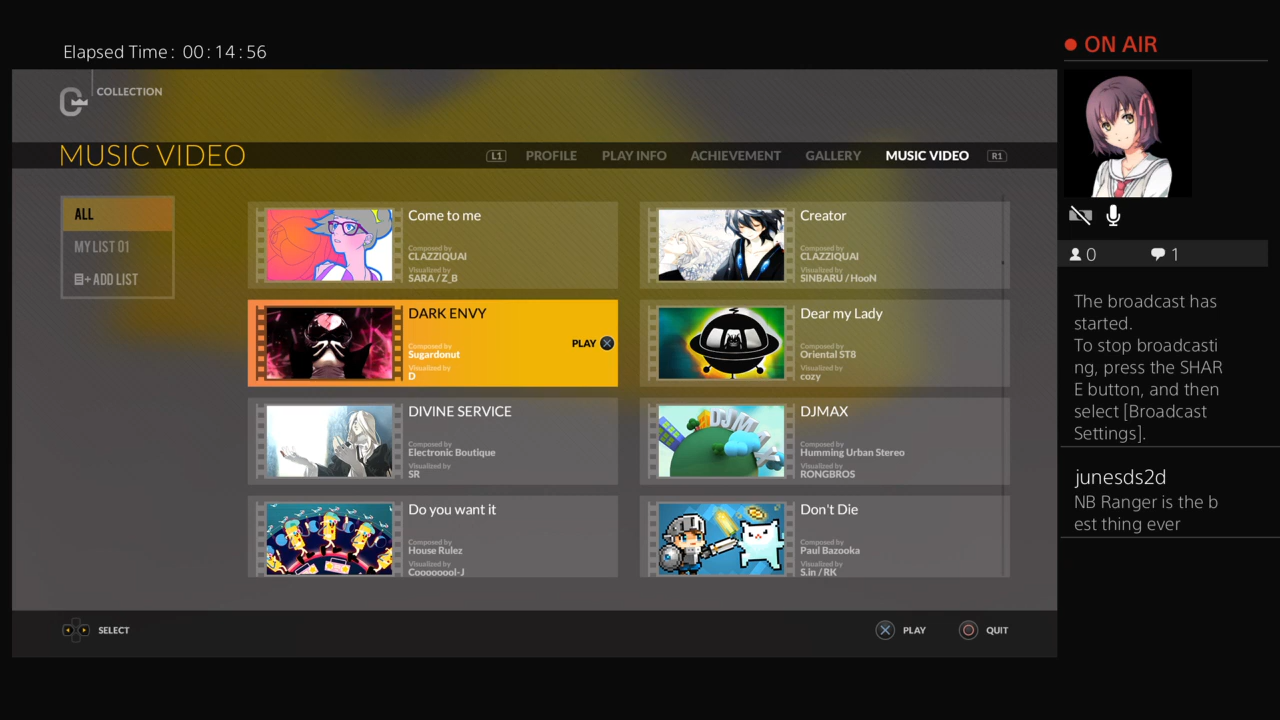 Elapsed Time: 00:14:56
ON AIR
COLLECTION
MUSIC VIDEO
L1
PROFILE
PLAY INFO
ACHIEVEMENT
GALLERY
MUSIC VIDEO
R1
ALL
MY LIST 01
+ ADD LIST
Come to me
Composed by
CLAZZIQUAI
Visualized by
SARA / Z_B
Creator
Composed by
CLAZZIQUAI
Visualized by
SINBARU / HooN
DARK ENVY
Composed by
Sugardonut
Visualized by
D
PLAY
Dear my Lady
Composed by
Oriental ST8
Visualized by
cozy
DIVINE SERVICE
Composed by
Electronic Boutique
Visualized by
SR
DJMAX
Composed by
Humming Urban Stereo
Visualized by
RONGBROS
Do you want it
Composed by
House Rulez
Visualized by
Coooooool-J
Don't Die
Composed by
Paul Bazooka
Visualized by
S.in / RK
SELECT
PLAY
QUIT
0
1
The broadcast has
started.
To stop broadcasti
ng, press the SHAR
E button, and then
select [Broadcast
Settings].
junesds2d
NB Ranger is the b
est thing ever